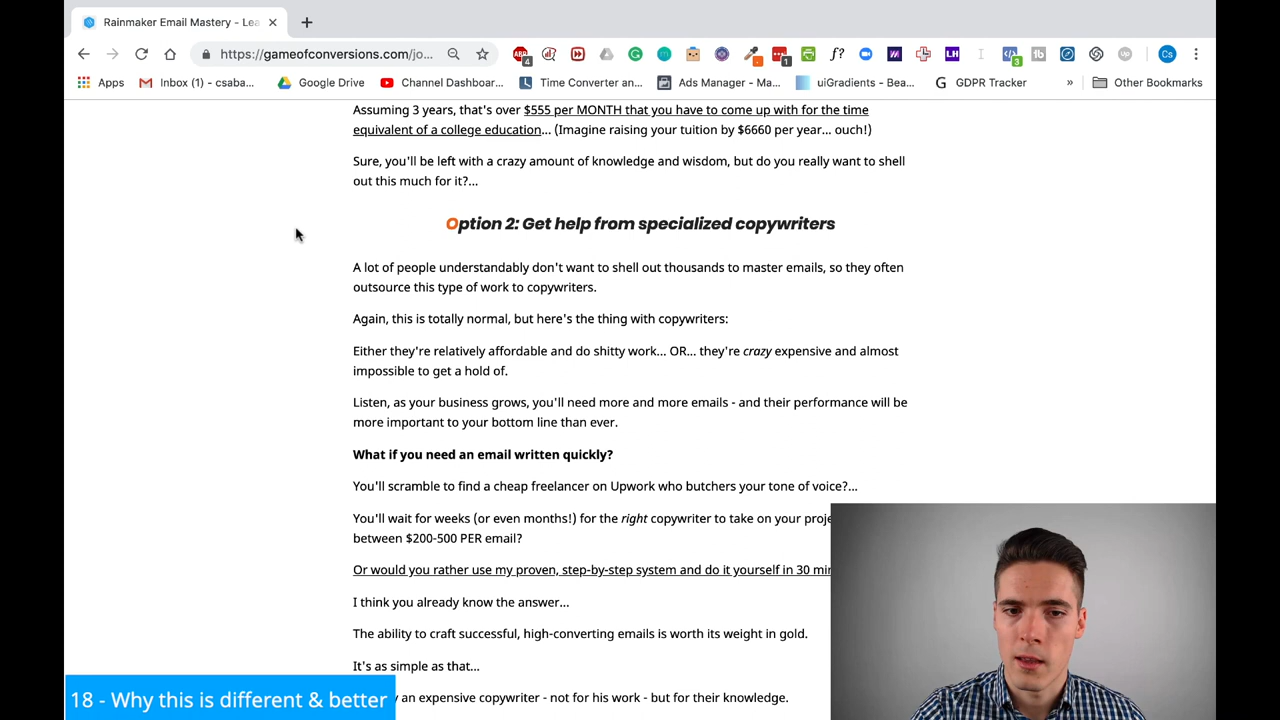 Rainmaker Email Mastery - Lea
https://gameofconversions.com/jo...
Apps
Inbox (1) - csaba...
Google Drive
Channel Dashboar...
Time Converter an...
Ads Manager - Ma...
uiGradients - Bea...
GDPR Tracker
»
Other Bookmarks
Assuming 3 years, that's over $555 per MONTH that you have to come up with for the time
equivalent of a college education... (Imagine raising your tuition by $6660 per year... ouch!)
Sure, you'll be left with a crazy amount of knowledge and wisdom, but do you really want to shell
out this much for it?...
Option 2: Get help from specialized copywriters
A lot of people understandably don't want to shell out thousands to master emails, so they often
outsource this type of work to copywriters.
Again, this is totally normal, but here's the thing with copywriters:
Either they're relatively affordable and do shitty work... OR... they're crazy expensive and almost
impossible to get a hold of.
Listen, as your business grows, you'll need more and more emails - and their performance will be
more important to your bottom line than ever.
What if you need an email written quickly?
You'll scramble to find a cheap freelancer on Upwork who butchers your tone of voice?...
You'll wait for weeks (or even months!) for the right copywriter to take on your proje
between $200-500 PER email?
Or would you rather use my proven, step-by-step system and do it yourself in 30 min
I think you already know the answer...
The ability to craft successful, high-converting emails is worth its weight in gold.
It's as simple as that...
an expensive copywriter - not for his work - but for their knowledge.
18 - Why this is different & better